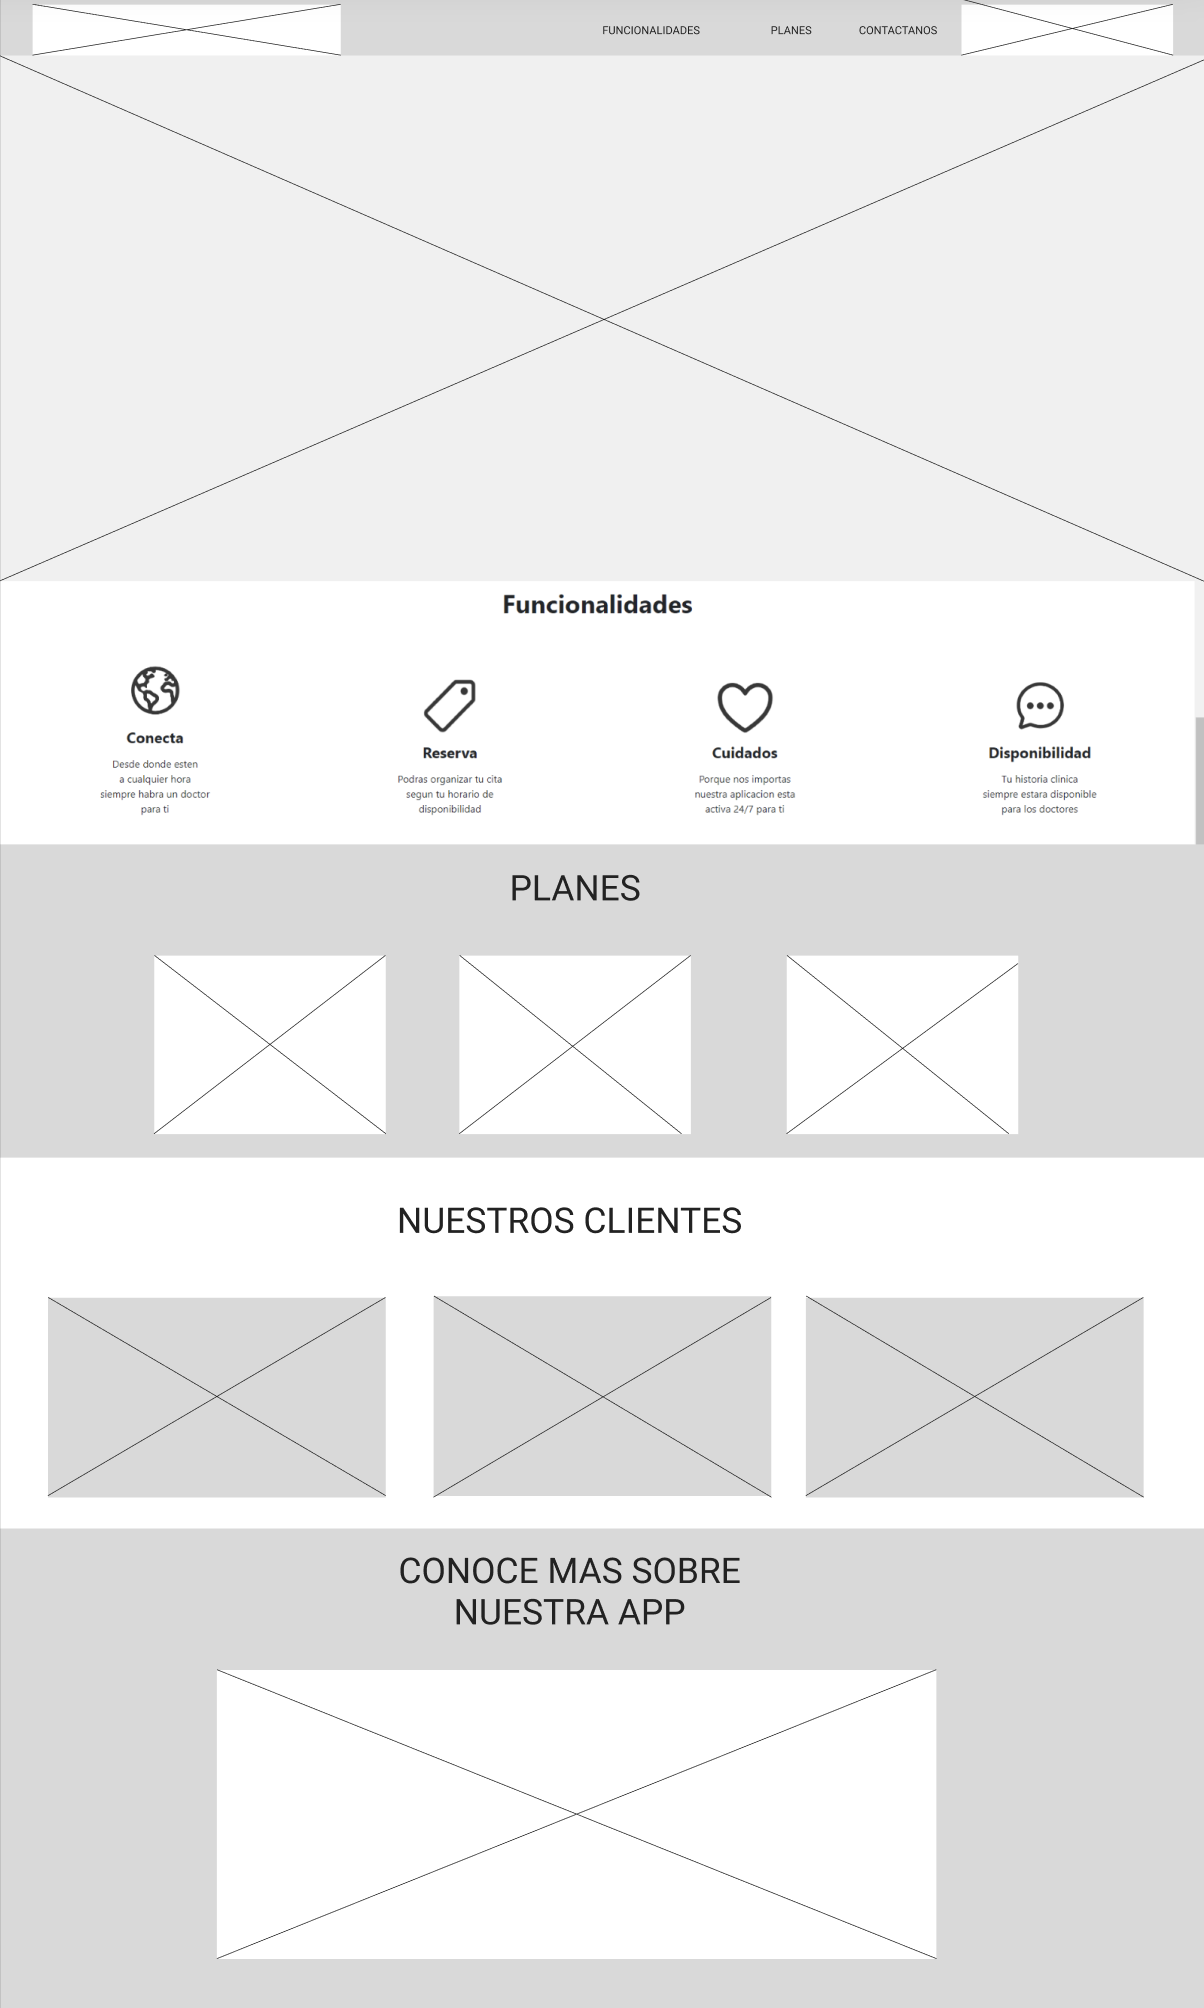 FUNCIONALIDADES
PLANES
CONTACTANOS
Funcionalidades
Conecta
Desde donde esten
a cualquier hora
siempre habra un doctor
para ti
Reserva
Podras organizar tu cita
segun tu horario de
disponibilidad
Cuidados
Porque nos importas
nuestra aplicacion esta
activa 24/7 para ti
Disponibilidad
Tu historia clinica
siempre estara disponible
para los doctores
PLANES
NUESTROS CLIENTES
CONOCE MAS SOBRE
NUESTRA APP